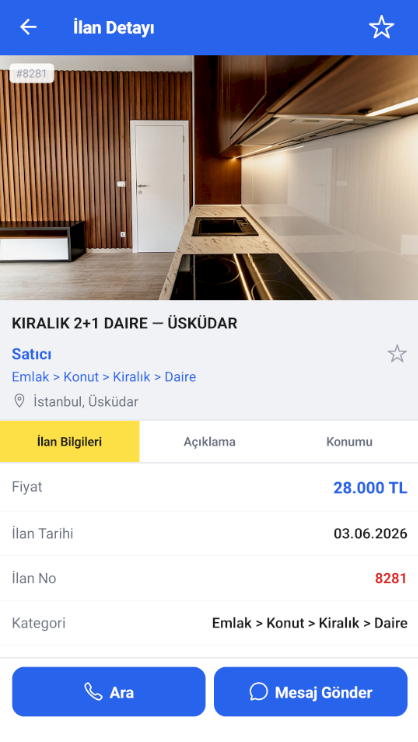 İlan Detayı
#8281
KIRALIK 2+1 DAIRE — ÜSKÜDAR
Satıcı
Emlak > Konut > Kiralık > Daire
İstanbul, Üsküdar
İlan Bilgileri Açıklama Konumu
Fiyat 28.000 TL
İlan Tarihi 03.06.2026
İlan No 8281
Kategori Emlak > Konut > Kiralık > Daire
Ara Mesaj Gönder